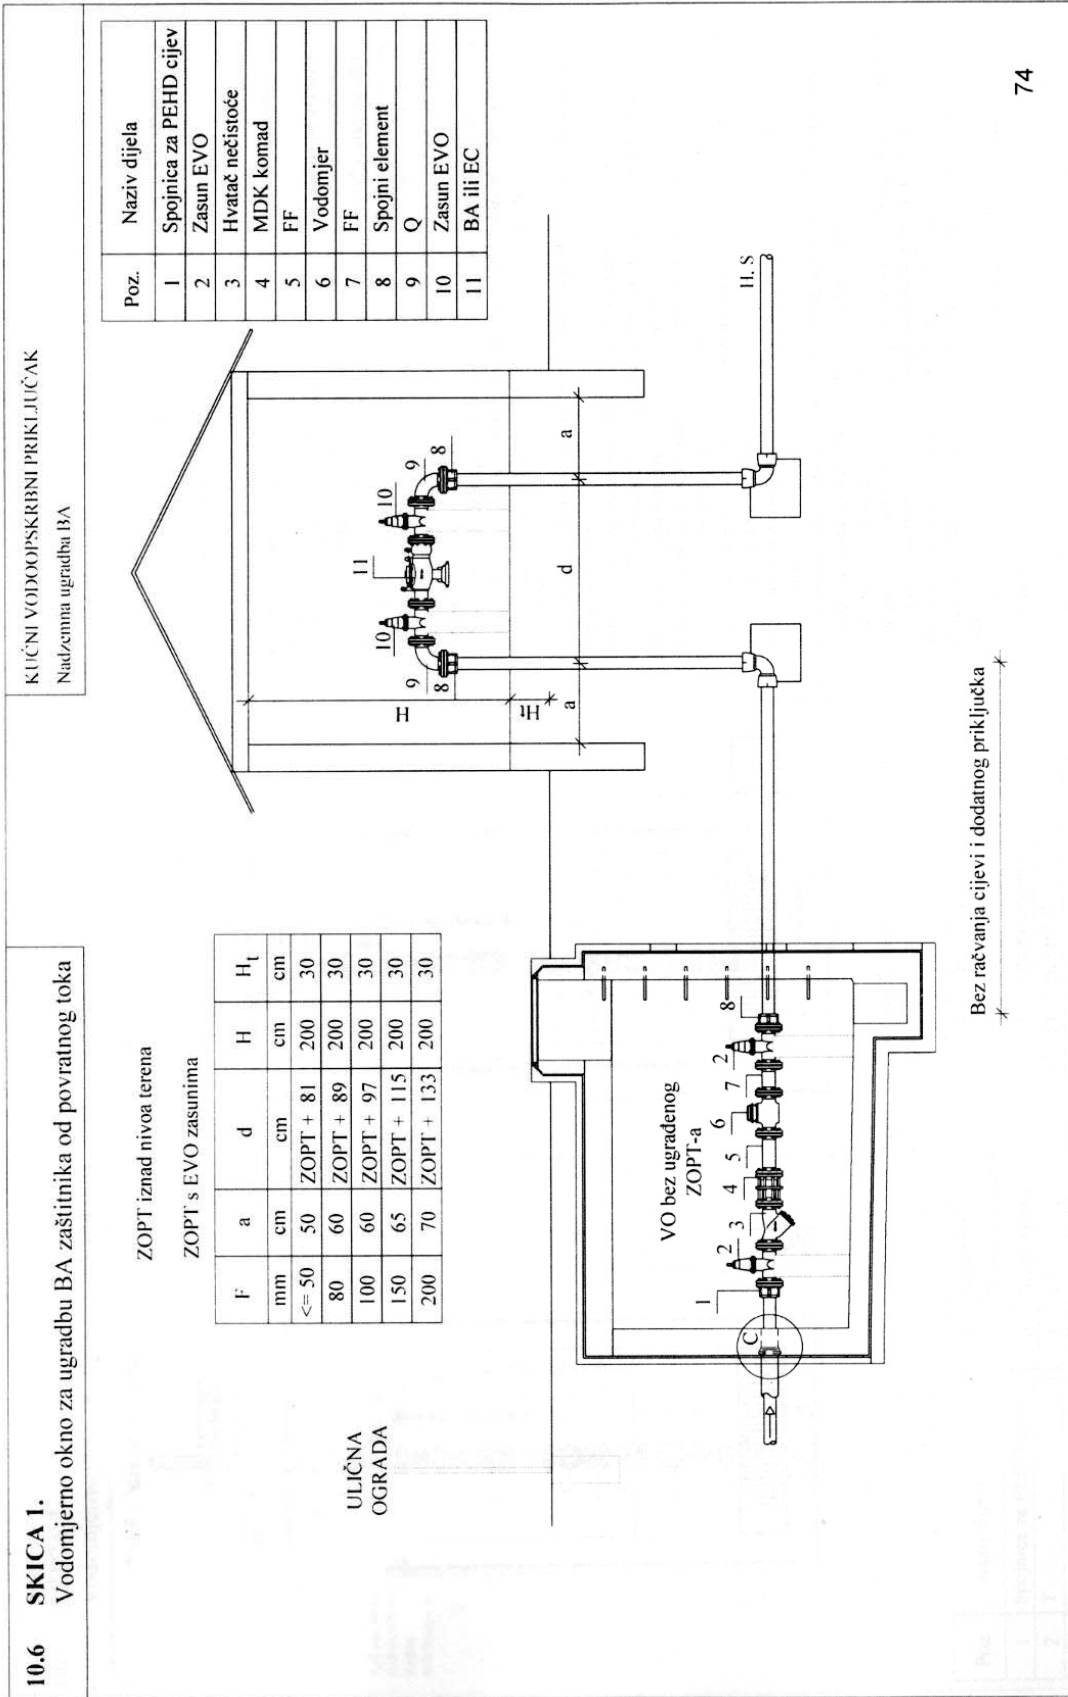 10.6 SKICA 1.
Vodomjerno okno za ugradbu BA zaštitnika od povratnog toka
KUĆNI VODOOPSKRBNI PRIKLJUČAK
Nadzemna ugradba BA
ZOPT iznad nivoa terena
ZOPT s EVO zasunima
F a d H Ht
mm cm cm cm cm
<= 50 50 ZOPT + 81 200 30
80 60 ZOPT + 89 200 30
100 60 ZOPT + 97 200 30
150 65 ZOPT + 115 200 30
200 70 ZOPT + 133 200 30
Poz. Naziv dijela
1 Spojnica za PEHD cijev
2 Zasun EVO
3 Hvatač nečistoće
4 MDK komad
5 FF
6 Vodomjer
7 FF
8 Spojni element
9 Q
10 Zasun EVO
11 BA ili EC
ULIČNA
OGRADA
11
10 10
9 9
8 8
H
Ht
a d a
VO bez ugrađenog
ZOPT-a
C
1 2 3 4 5 6 7 2 8
H. S
Bez račvanja cijevi i dodatnog priključka
74